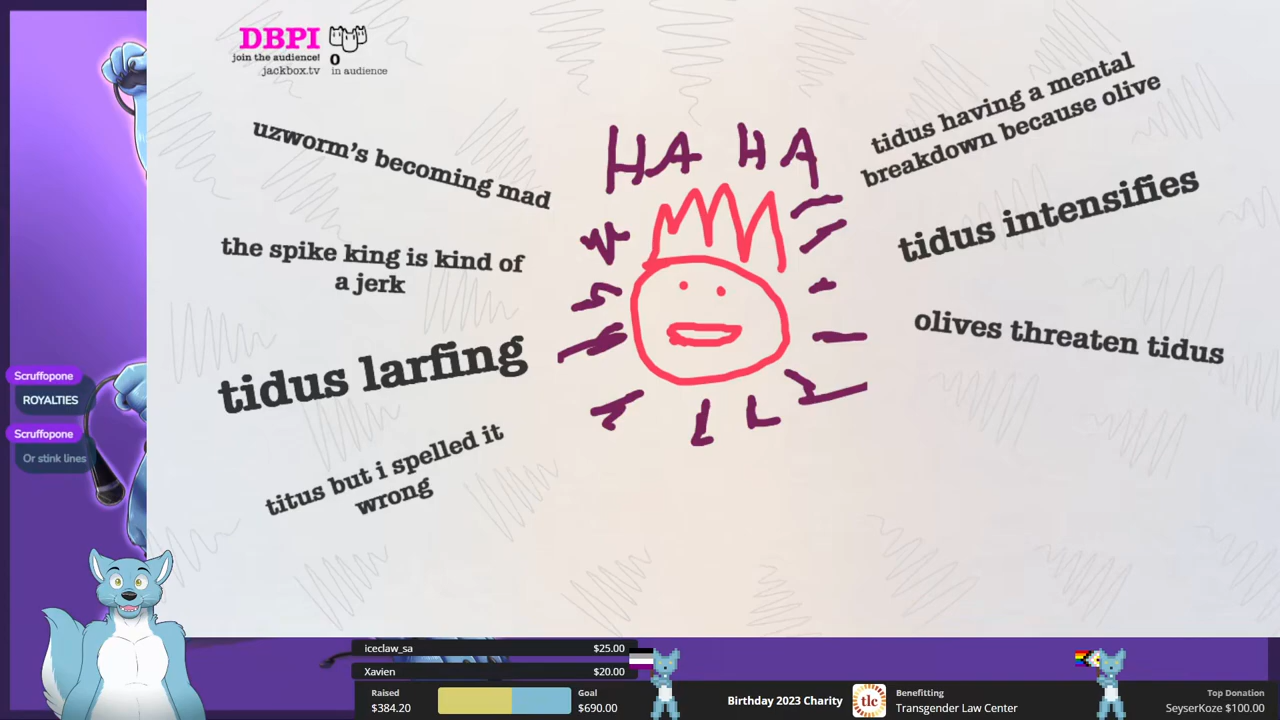 DBPI
join the audience!
jackbox.tv
0
in audience
HA HA
uzworm's becoming mad
the spike king is kind of
a jerk
tidus larfing
titus but i spelled it
wrong
tidus having a mental
breakdown because olive
tidus intensifies
olives threaten tidus
Scruffopone
ROYALTIES
Scruffopone
Or stink lines
iceclaw_sa $25.00
Xavien $20.00
Raised
$384.20
Goal
$690.00
Birthday 2023 Charity
tlc
Benefitting
Transgender Law Center
Top Donation
SeyserKoze $100.00